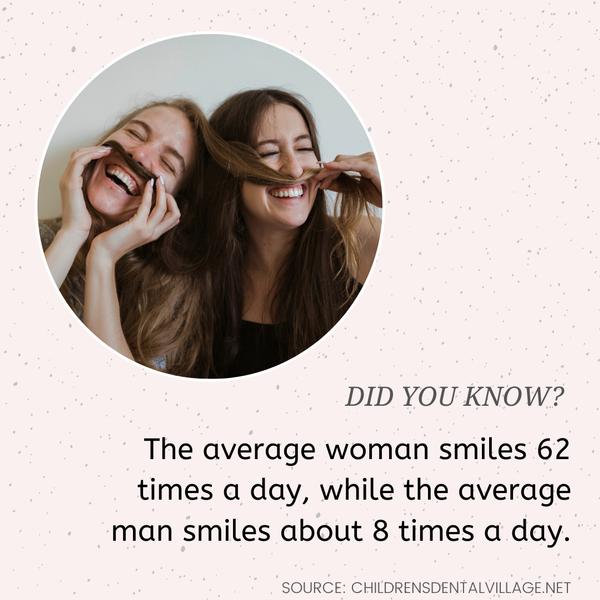 DID YOU KNOW?
The average woman smiles 62
times a day, while the average
man smiles about 8 times a day.
SOURCE: CHILDRENSDENTALVILLAGE.NET